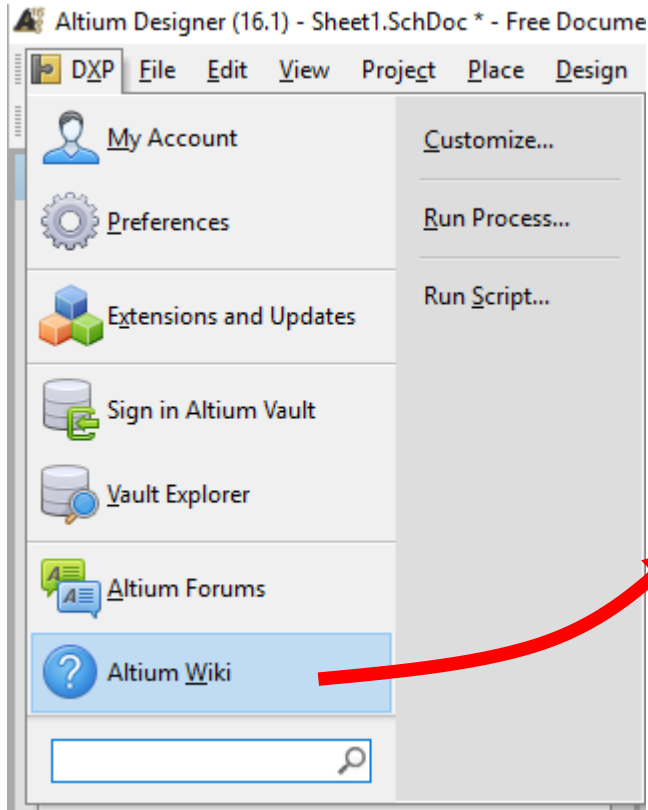 Altium Designer (16.1) - Sheet1.SchDoc * - Free Docume
DXP File Edit View Project Place Design
My Account
Preferences
Extensions and Updates
Sign in Altium Vault
Vault Explorer
Altium Forums
Altium Wiki
Customize...
Run Process...
Run Script...